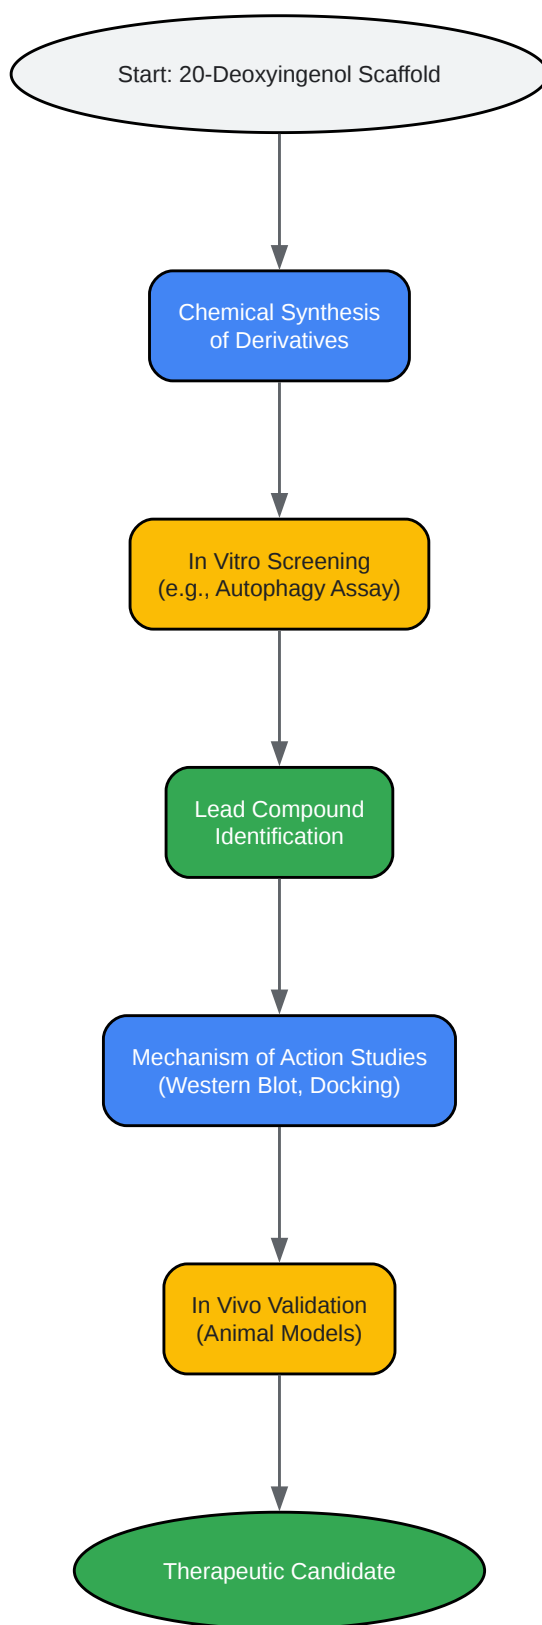 Start: 20-Deoxyingenol Scaffold
Chemical Synthesis
of Derivatives
In Vitro Screening
(e.g., Autophagy Assay)
Lead Compound
Identification
Mechanism of Action Studies
(Western Blot, Docking)
In Vivo Validation
(Animal Models)
Therapeutic Candidate